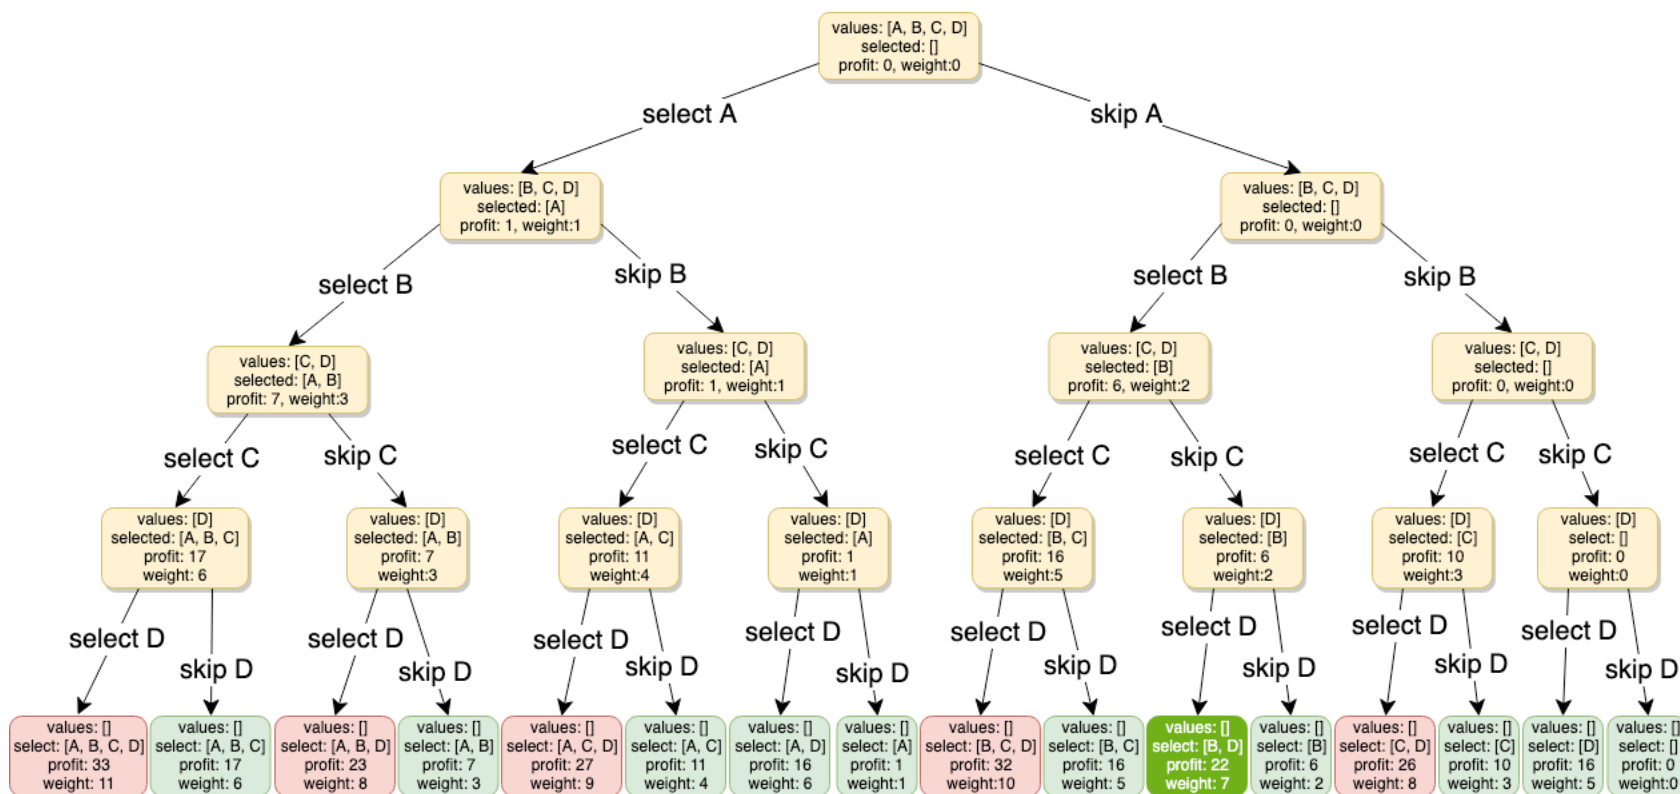 values: [A, B, C, D]
selected: []
profit: 0, weight:0
select A
skip A
values: [B, C, D]
selected: [A]
profit: 1, weight:1
values: [B, C, D]
selected: []
profit: 0, weight:0
select B
skip B
select B
skip B
values: [C, D]
selected: [A, B]
profit: 7, weight:3
values: [C, D]
selected: [A]
profit: 1, weight:1
values: [C, D]
selected: [B]
profit: 6, weight:2
values: [C, D]
selected: []
profit: 0, weight:0
select C
skip C
select C
skip C
select C
skip C
select C
skip C
values: [D]
selected: [A, B, C]
profit: 17
weight: 6
values: [D]
selected: [A, B]
profit: 7
weight:3
values: [D]
selected: [A, C]
profit: 11
weight:4
values: [D]
selected: [A]
profit: 1
weight:1
values: [D]
selected: [B, C]
profit: 16
weight:5
values: [D]
selected: [B]
profit: 6
weight:2
values: [D]
selected: [C]
profit: 10
weight:3
values: [D]
select: []
profit: 0
weight:0
select D
skip D
select D
skip D
select D
skip D
select D
skip D
select D
skip D
select D
skip D
select D
skip D
select D
skip D
values: []
select: [A, B, C, D]
profit: 33
weight: 11
values: []
select: [A, B, C]
profit: 17
weight: 6
values: []
select: [A, B, D]
profit: 23
weight: 8
values: []
select: [A, B]
profit: 7
weight: 3
values: []
select: [A, C, D]
profit: 27
weight: 9
values: []
select: [A, C]
profit: 11
weight: 4
values: []
select: [A, D]
profit: 16
weight: 6
values: []
select: [A]
profit: 1
weight:1
values: []
select: [B, C, D]
profit: 32
weight:10
values: []
select: [B, C]
profit: 16
weight: 5
values: []
select: [B, D]
profit: 22
weight: 7
values: []
select: [B]
profit: 6
weight: 2
values: []
select: [C, D]
profit: 26
weight: 8
values: []
select: [C]
profit: 10
weight: 3
values: []
select: [D]
profit: 16
weight: 5
values: []
select: []
profit: 0
weight:0